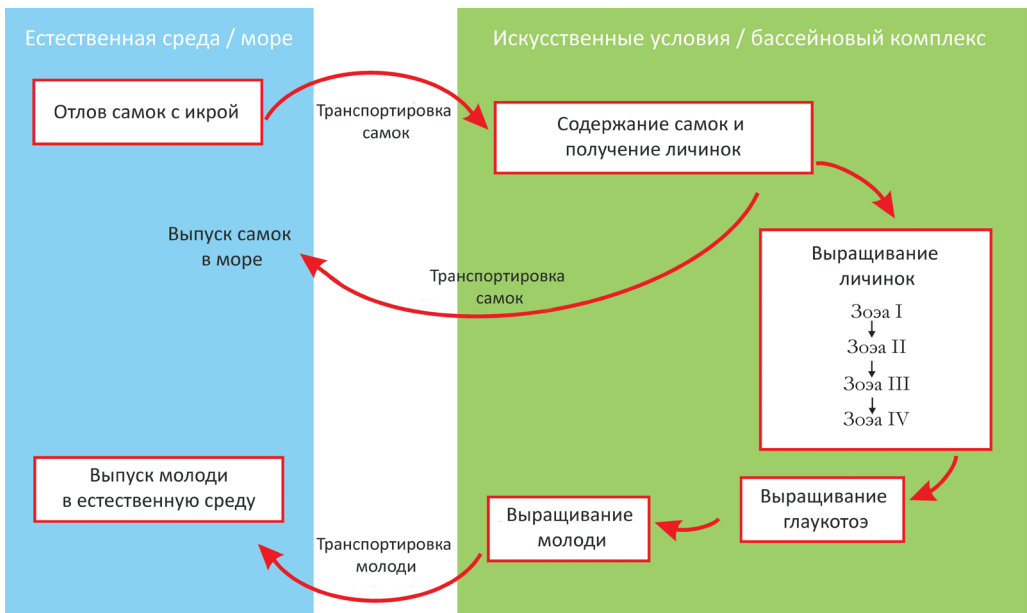 Естественная среда / море
Искусственные условия / бассейновый комплекс
Отлов самок с икрой
Транспортировка
самок
Содержание самок и
получение личинок
Выпуск самок
в море
Транспортировка
самок
Выращивание
личинок
Зоэа I
Зоэа II
Зоэа III
Зоэа IV
Выращивание
глаукотоэ
Выращивание
молоди
Транспортировка
молоди
Выпуск молоди
в естественную среду